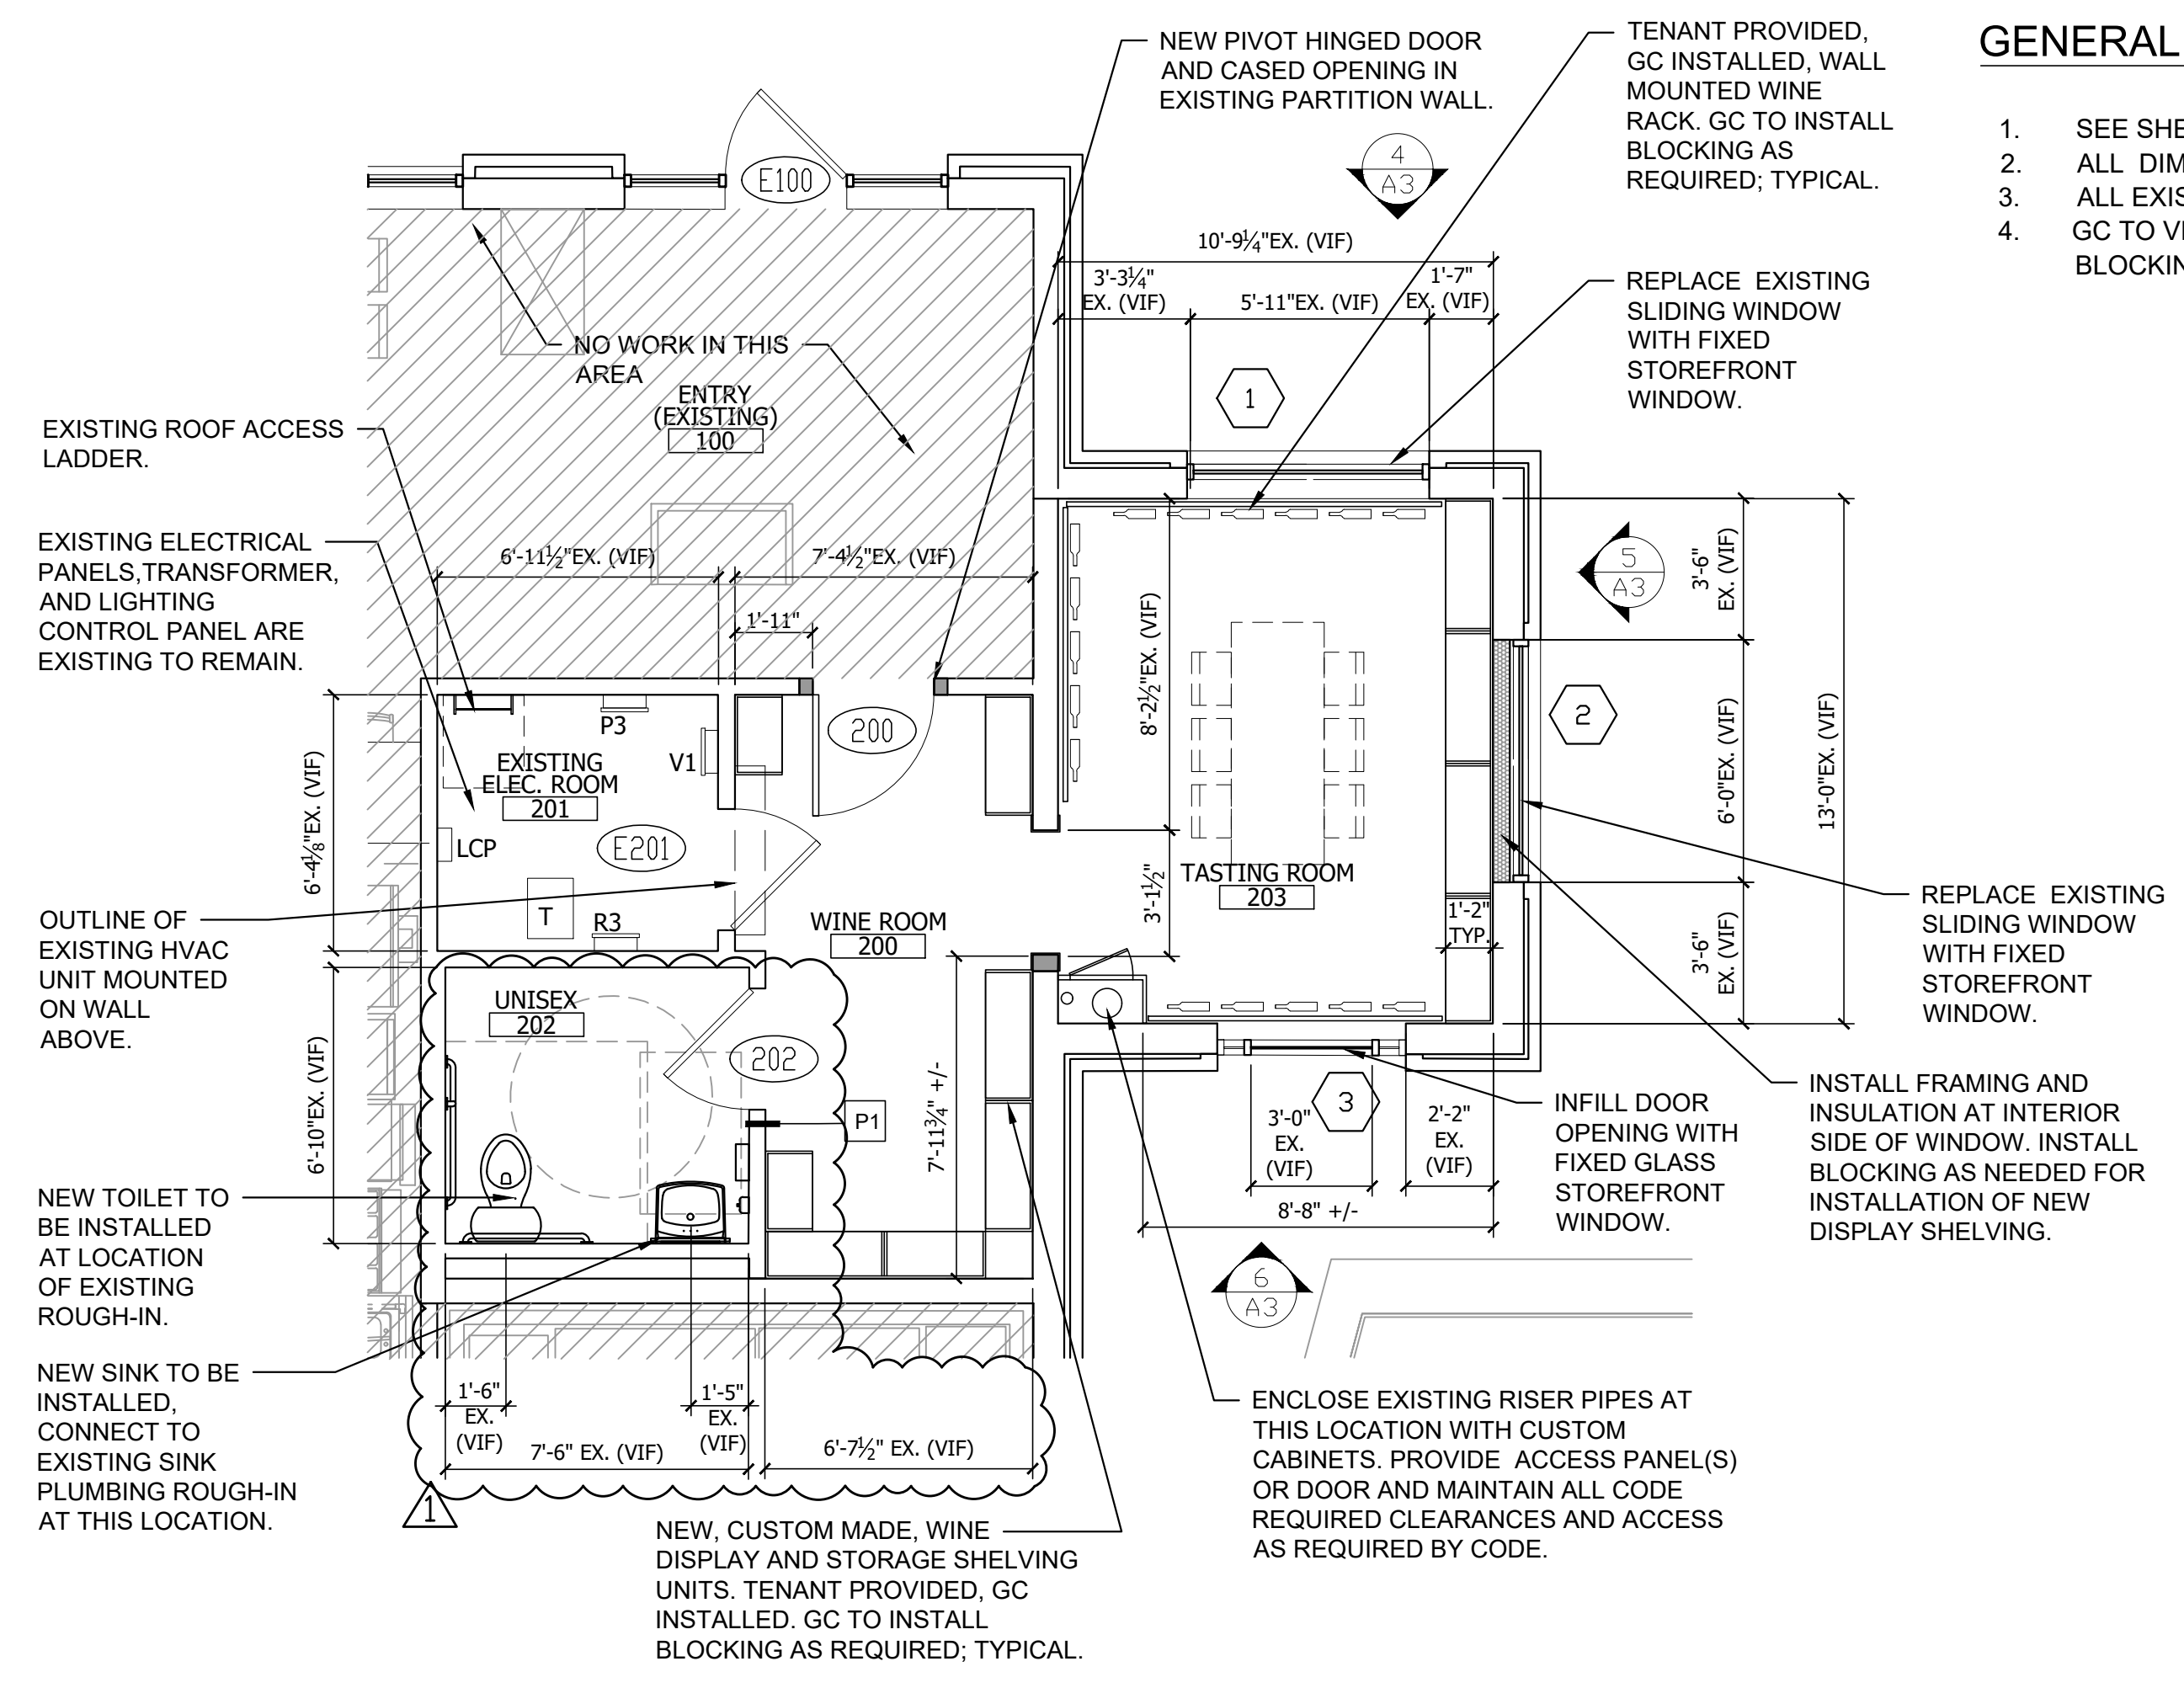 NEW PIVOT HINGED DOOR
AND CASED OPENING IN
EXISTING PARTITION WALL.
TENANT PROVIDED,
GC INSTALLED, WALL
MOUNTED WINE
RACK. GC TO INSTALL
BLOCKING AS
REQUIRED; TYPICAL.
GENERAL
1. SEE SHE
2. ALL DIM
3. ALL EXIS
4. GC TO VE
BLOCKIN
E100
4
A3
10'-9¼"EX. (VIF)
3'-3¼"
EX. (VIF)
5'-11"EX. (VIF)
1'-7"
EX. (VIF)
REPLACE EXISTING
SLIDING WINDOW
WITH FIXED
STOREFRONT
WINDOW.
NO WORK IN THIS
AREA
ENTRY
(EXISTING)
100
1
EXISTING ROOF ACCESS
LADDER.
EXISTING ELECTRICAL
PANELS,TRANSFORMER,
AND LIGHTING
CONTROL PANEL ARE
EXISTING TO REMAIN.
6'-11½"EX. (VIF)
7'-4½"EX. (VIF)
1'-11"
8'-2½"EX. (VIF)
5
A3
3'-6"
EX. (VIF)
2
6'-0"EX. (VIF)
13'-0"EX. (VIF)
P3
V1
200
EXISTING
ELEC. ROOM
201
LCP
E201
T
R3
6'-4⅛"EX. (VIF)
WINE ROOM
200
3'-1½"
TASTING ROOM
203
1'-2"
TYP.
3'-6"
EX. (VIF)
REPLACE EXISTING
SLIDING WINDOW
WITH FIXED
STOREFRONT
WINDOW.
OUTLINE OF
EXISTING HVAC
UNIT MOUNTED
ON WALL
ABOVE.
UNISEX
202
202
6'-10"EX. (VIF)
P1
7'-11¾" +/-
3'-0"
EX.
(VIF)
3
2'-2"
EX.
(VIF)
8'-8" +/-
INFILL DOOR
OPENING WITH
FIXED GLASS
STOREFRONT
WINDOW.
INSTALL FRAMING AND
INSULATION AT INTERIOR
SIDE OF WINDOW. INSTALL
BLOCKING AS NEEDED FOR
INSTALLATION OF NEW
DISPLAY SHELVING.
NEW TOILET TO
BE INSTALLED
AT LOCATION
OF EXISTING
ROUGH-IN.
6
A3
NEW SINK TO BE
INSTALLED,
CONNECT TO
EXISTING SINK
PLUMBING ROUGH-IN
AT THIS LOCATION.
1'-6"
EX.
(VIF)
7'-6" EX. (VIF)
1'-5"
EX.
(VIF)
6'-7½" EX. (VIF)
1
ENCLOSE EXISTING RISER PIPES AT
THIS LOCATION WITH CUSTOM
CABINETS. PROVIDE ACCESS PANEL(S)
OR DOOR AND MAINTAIN ALL CODE
REQUIRED CLEARANCES AND ACCESS
AS REQUIRED BY CODE.
NEW, CUSTOM MADE, WINE
DISPLAY AND STORAGE SHELVING
UNITS. TENANT PROVIDED, GC
INSTALLED. GC TO INSTALL
BLOCKING AS REQUIRED; TYPICAL.